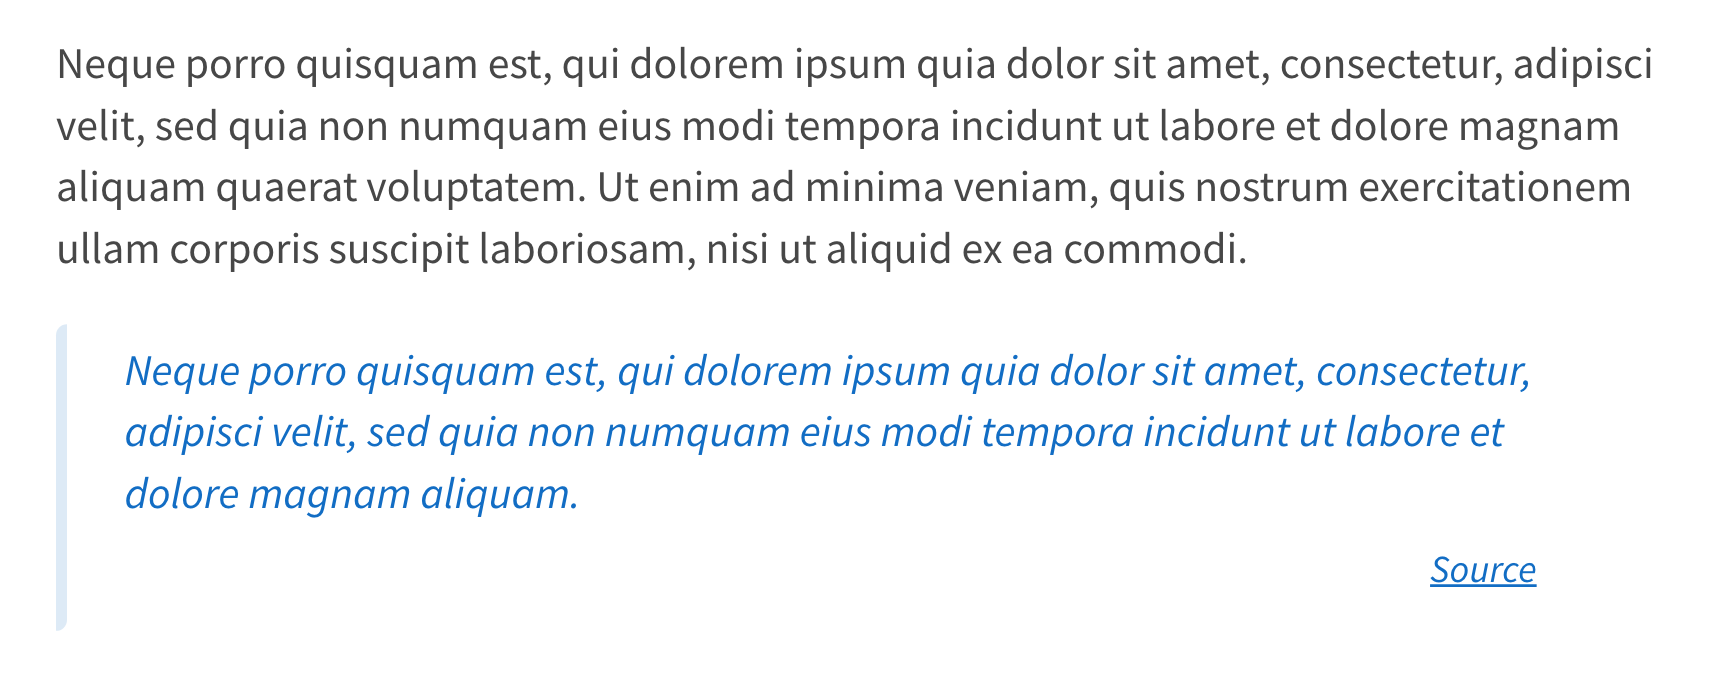 Neque porro quisquam est, qui dolorem ipsum quia dolor sit amet, consectetur, adipisci
velit, sed quia non numquam eius modi tempora incidunt ut labore et dolore magnam
aliquam quaerat voluptatem. Ut enim ad minima veniam, quis nostrum exercitationem
ullam corporis suscipit laboriosam, nisi ut aliquid ex ea commodi.
Neque porro quisquam est, qui dolorem ipsum quia dolor sit amet, consectetur,
adipisci velit, sed quia non numquam eius modi tempora incidunt ut labore et
dolore magnam aliquam.
Source